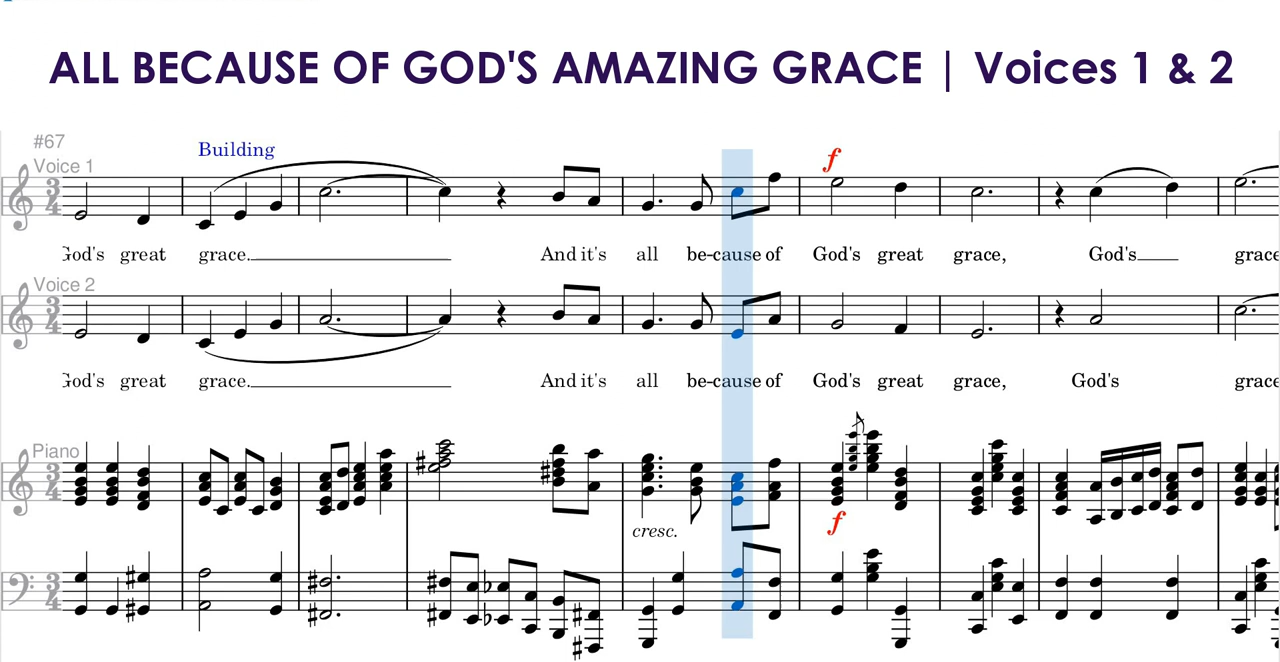 ALL BECAUSE OF GOD'S AMAZING GRACE | Voices 1 & 2
#67
Building
Voice 1
f
God's great grace. And it's all be-cause of God's great grace, God's grace
Voice 2
God's great grace. And it's all be-cause of God's great grace, God's grace
Piano
cresc.
f